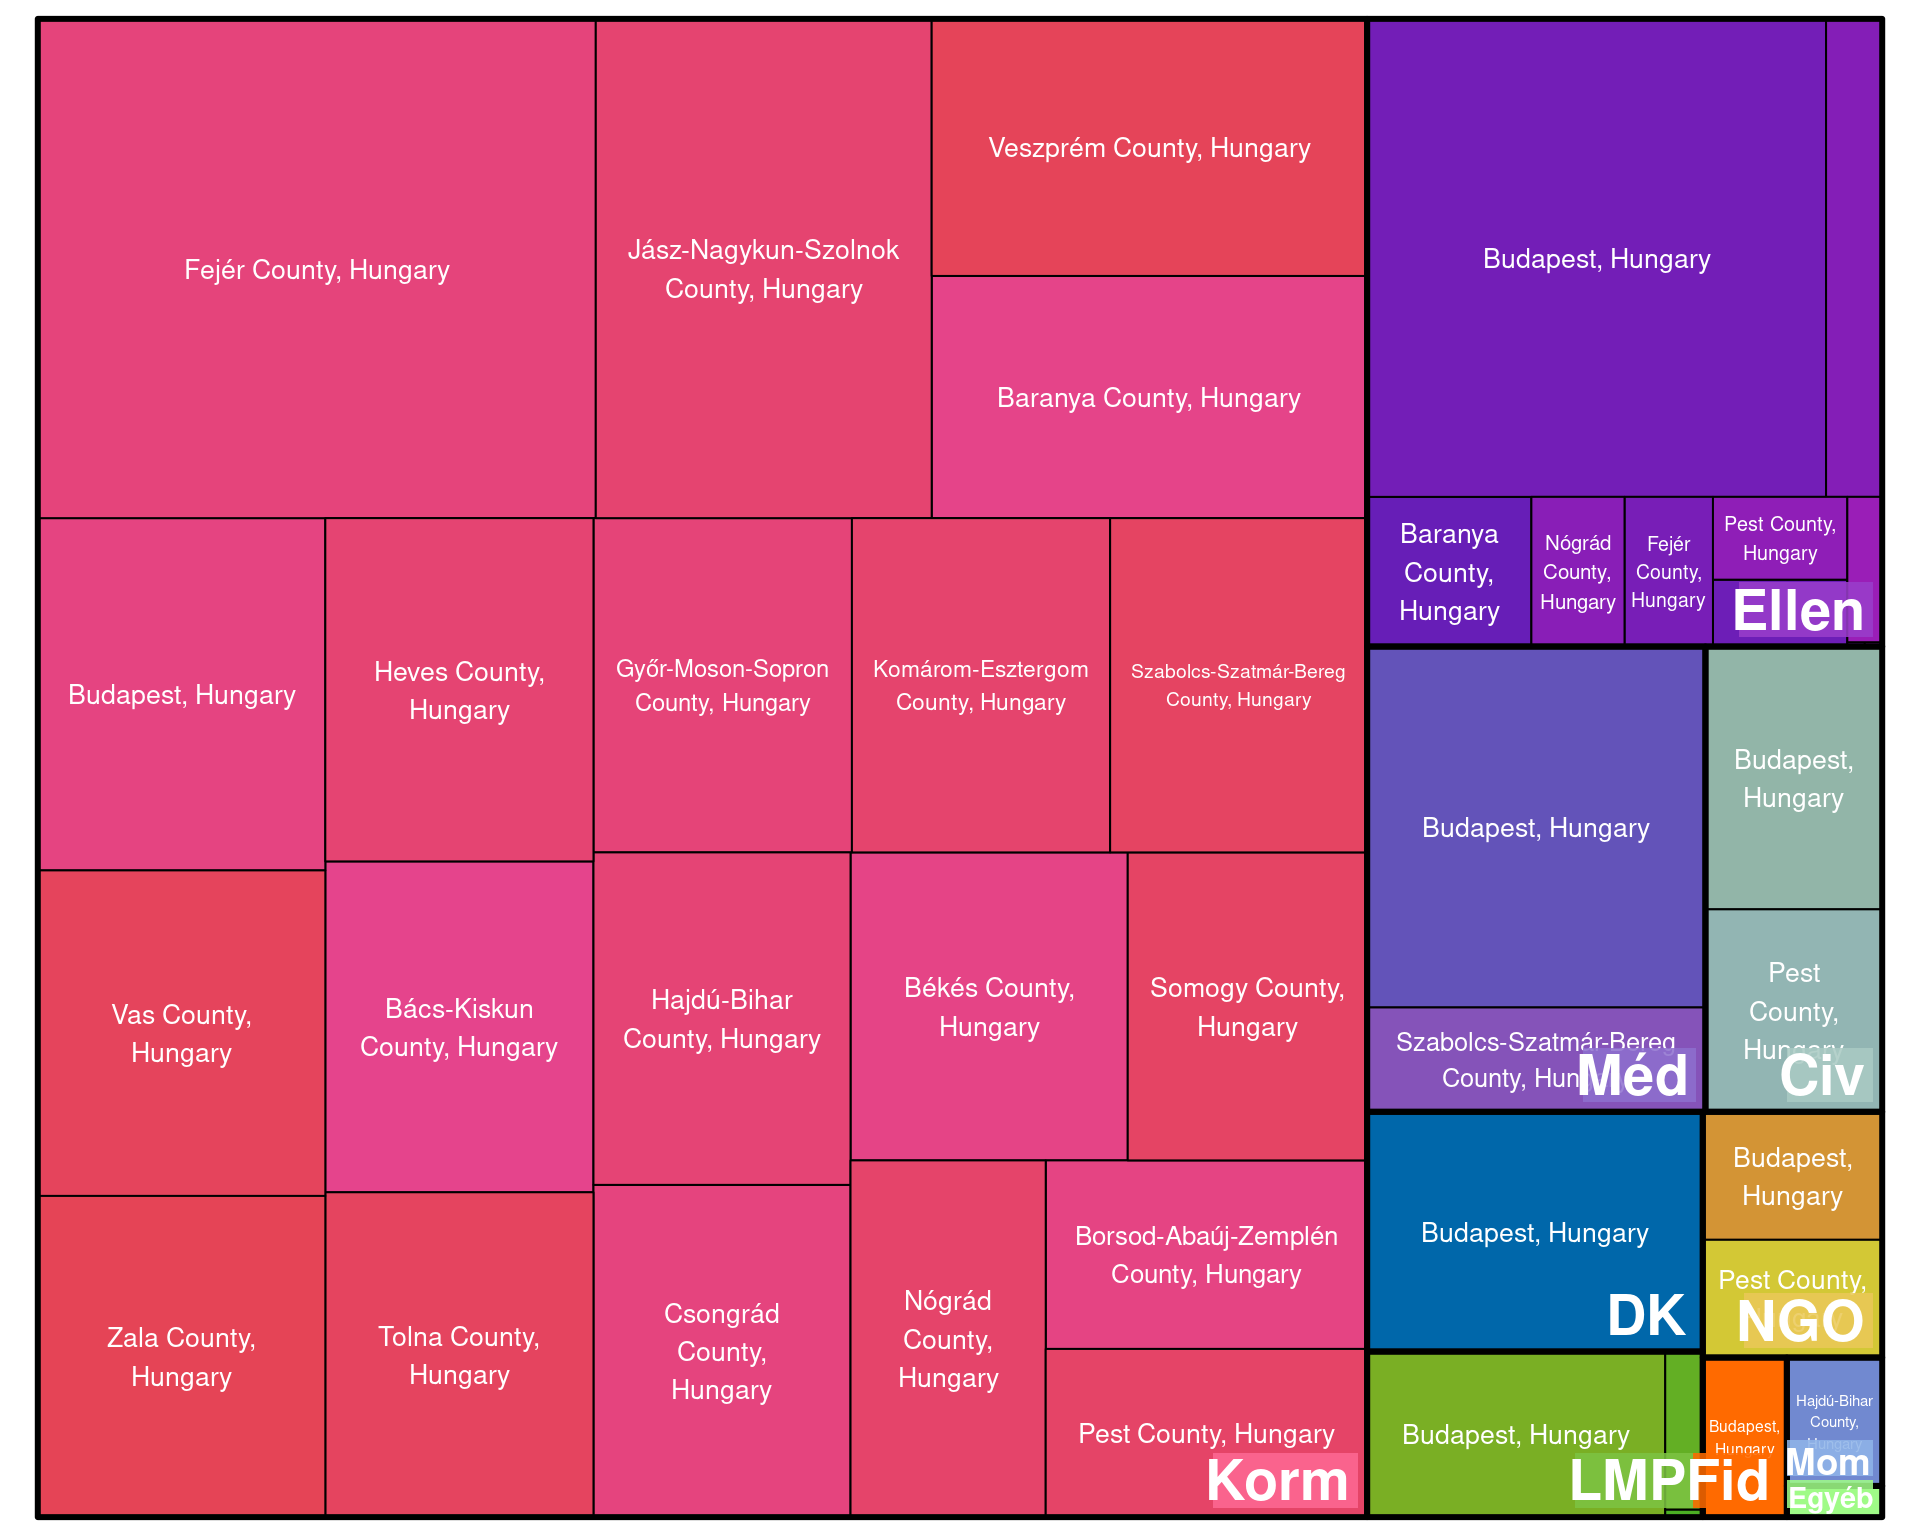 Fejér County, Hungary
Jász-Nagykun-Szolnok
County, Hungary
Veszprém County, Hungary
Baranya County, Hungary
Budapest, Hungary
Heves County,
Hungary
Győr-Moson-Sopron
County, Hungary
Komárom-Esztergom
County, Hungary
Szabolcs-Szatmár-Bereg
County, Hungary
Vas County,
Hungary
Bács-Kiskun
County, Hungary
Hajdú-Bihar
County, Hungary
Békés County,
Hungary
Somogy County,
Hungary
Zala County,
Hungary
Tolna County,
Hungary
Csongrád
County,
Hungary
Nógrád
County,
Hungary
Borsod-Abaúj-Zemplén
County, Hungary
Pest County, Hungary
Korm
Budapest, Hungary
Baranya
County,
Hungary
Nógrád
County,
Hungary
Fejér
County,
Hungary
Pest County,
Hungary
Ellen
Budapest, Hungary
Szabolcs-Szatmár-Bereg
County, Hun
Méd
Budapest,
Hungary
Pest
County,
Hungary
Civ
Budapest, Hungary
DK
Budapest,
Hungary
Pest County,
NGO
Budapest, Hungary
LMP
Budapest,
Hungary
Fid
Hajdú-Bihar
County,
Hungary
Mom
Egyéb